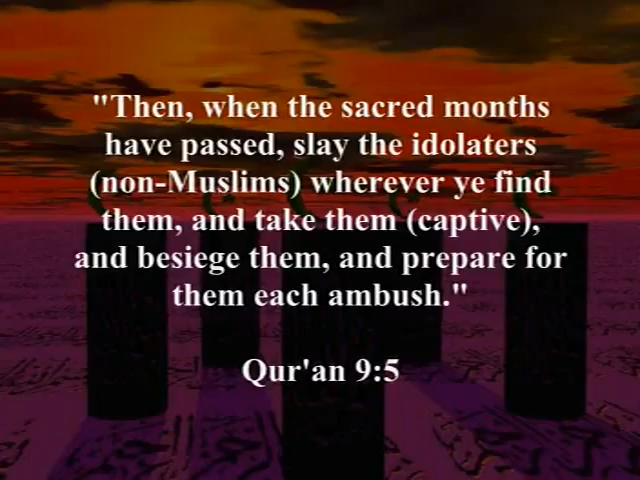 "Then, when the sacred months
have passed, slay the idolaters
(non-Muslims) wherever ye find
them, and take them (captive),
and besiege them, and prepare for
them each ambush."
Qur'an 9:5